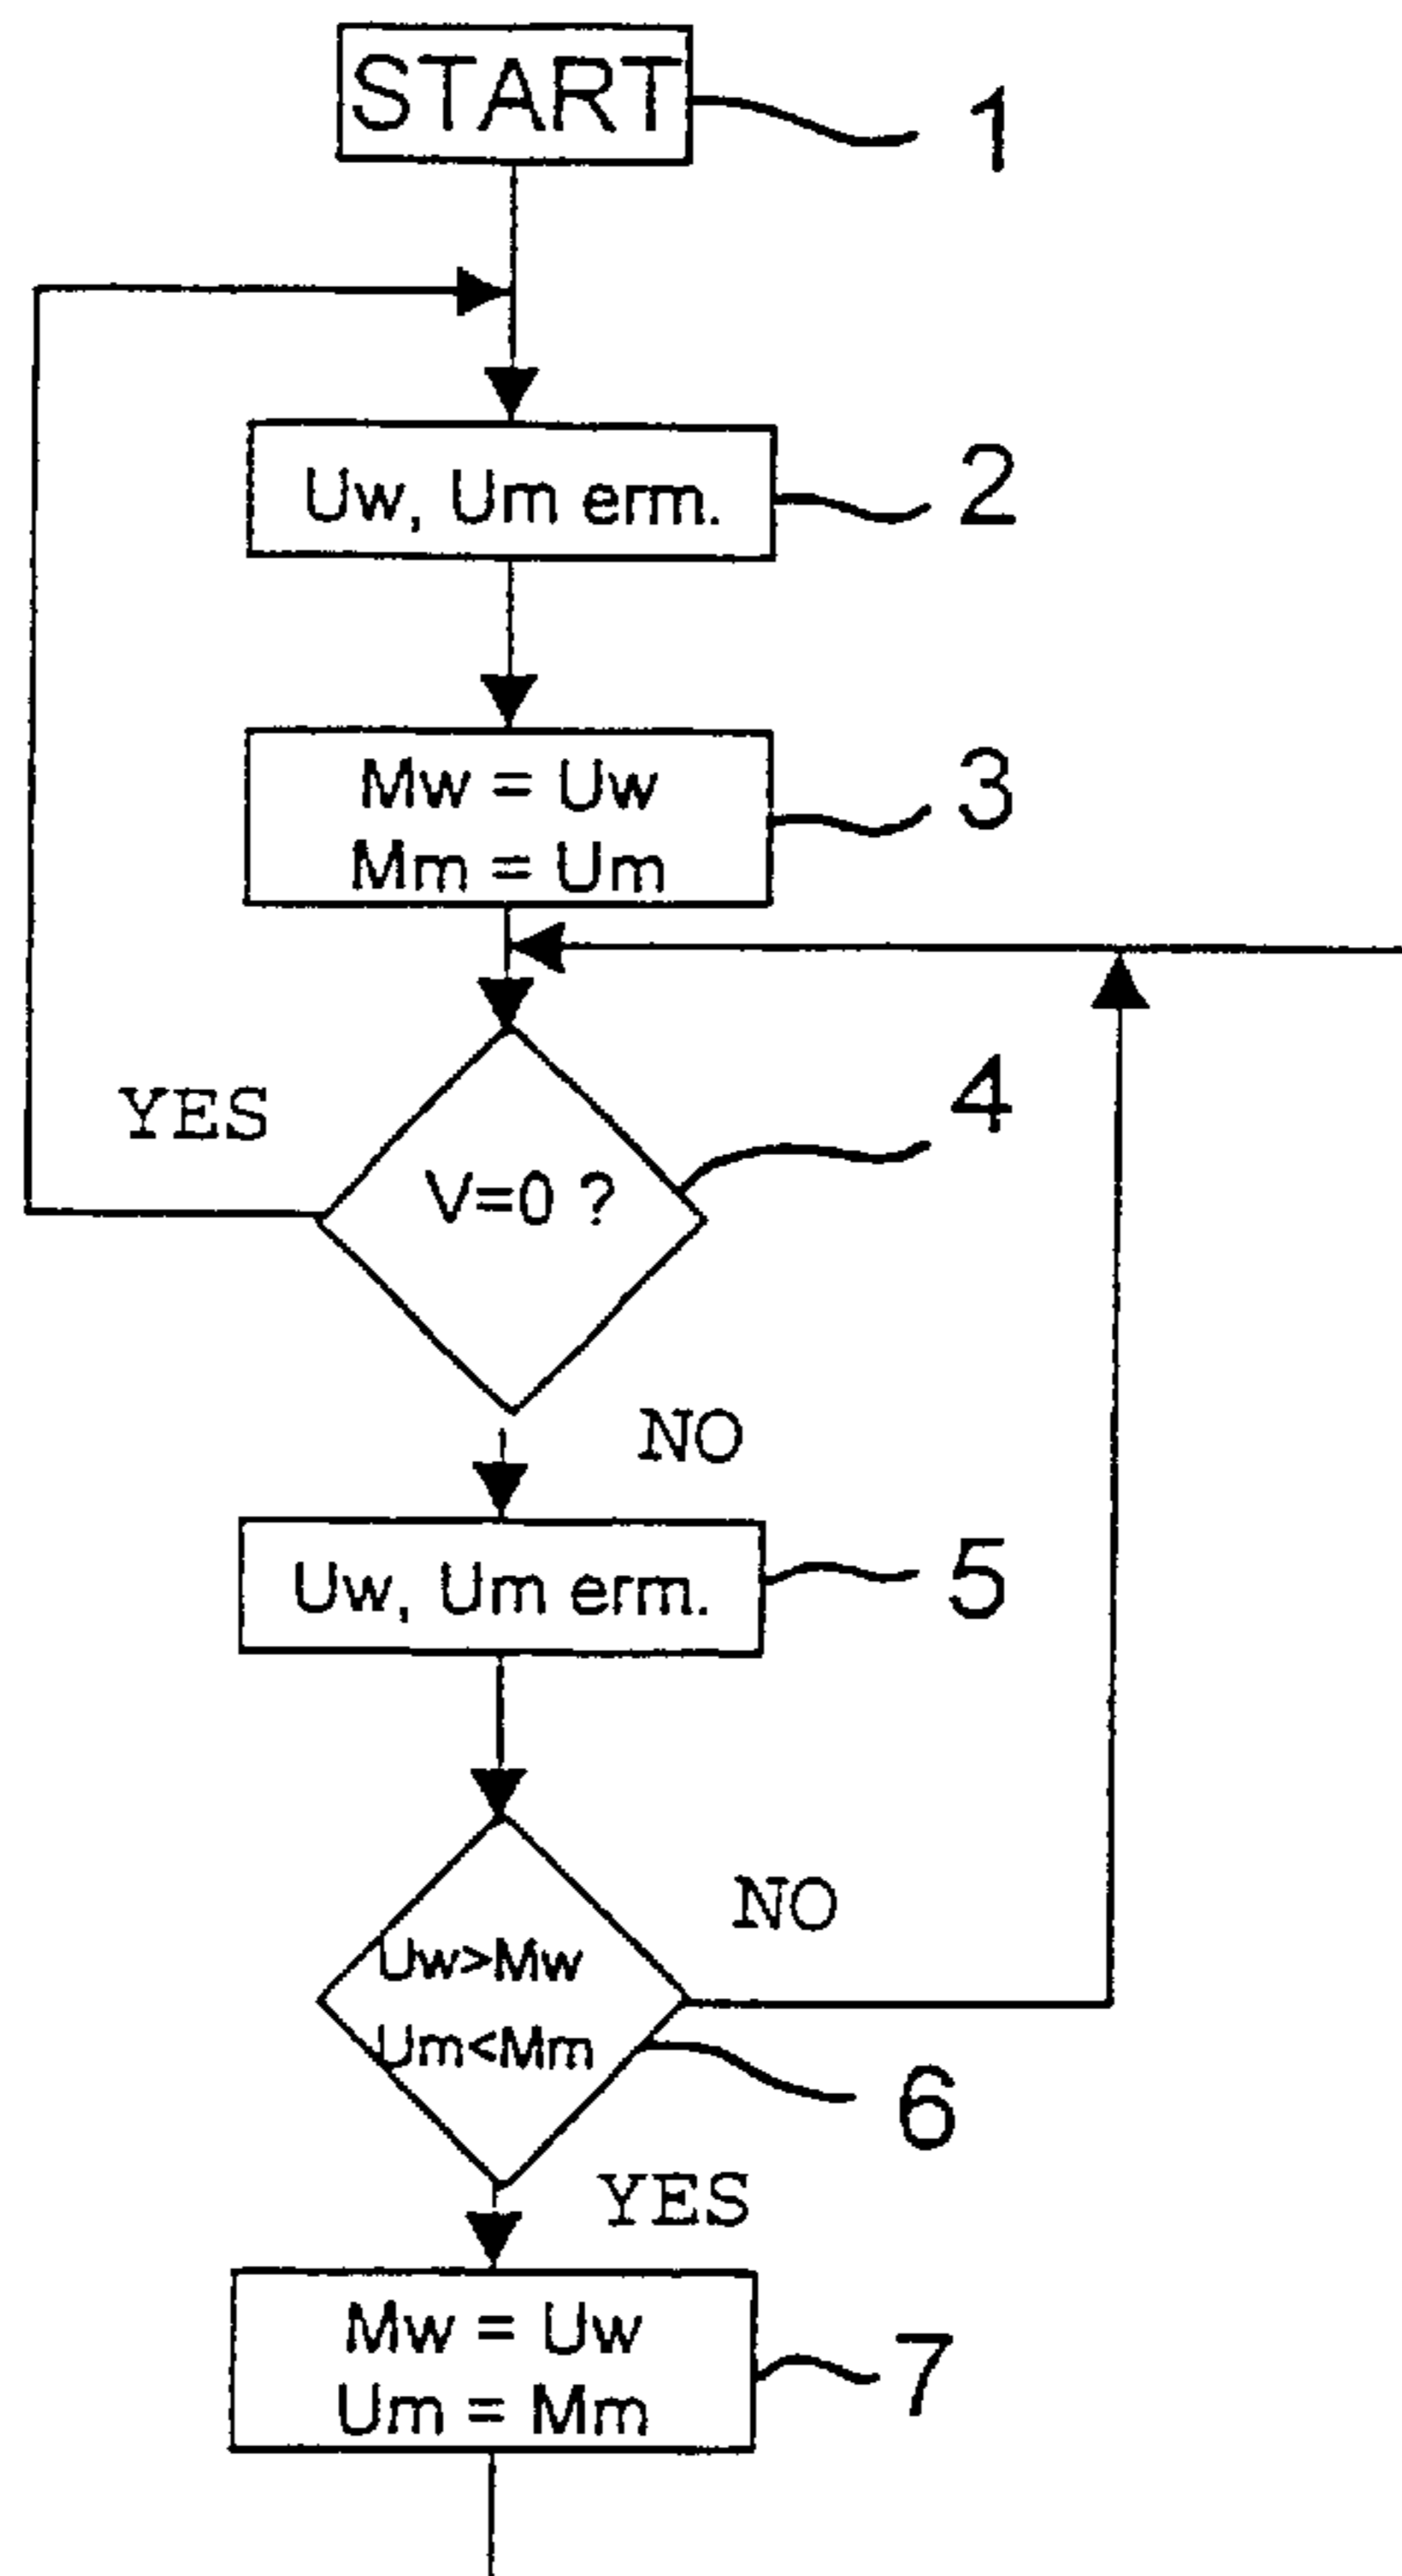 START
1
Uw, Um erm.
2
Mw = Uw
Mm = Um
3
YES
V=0 ?
4
NO
Uw, Um erm.
5
Uw>Mw
Um<Mm
NO
6
YES
Mw = Uw
Um = Mm
7